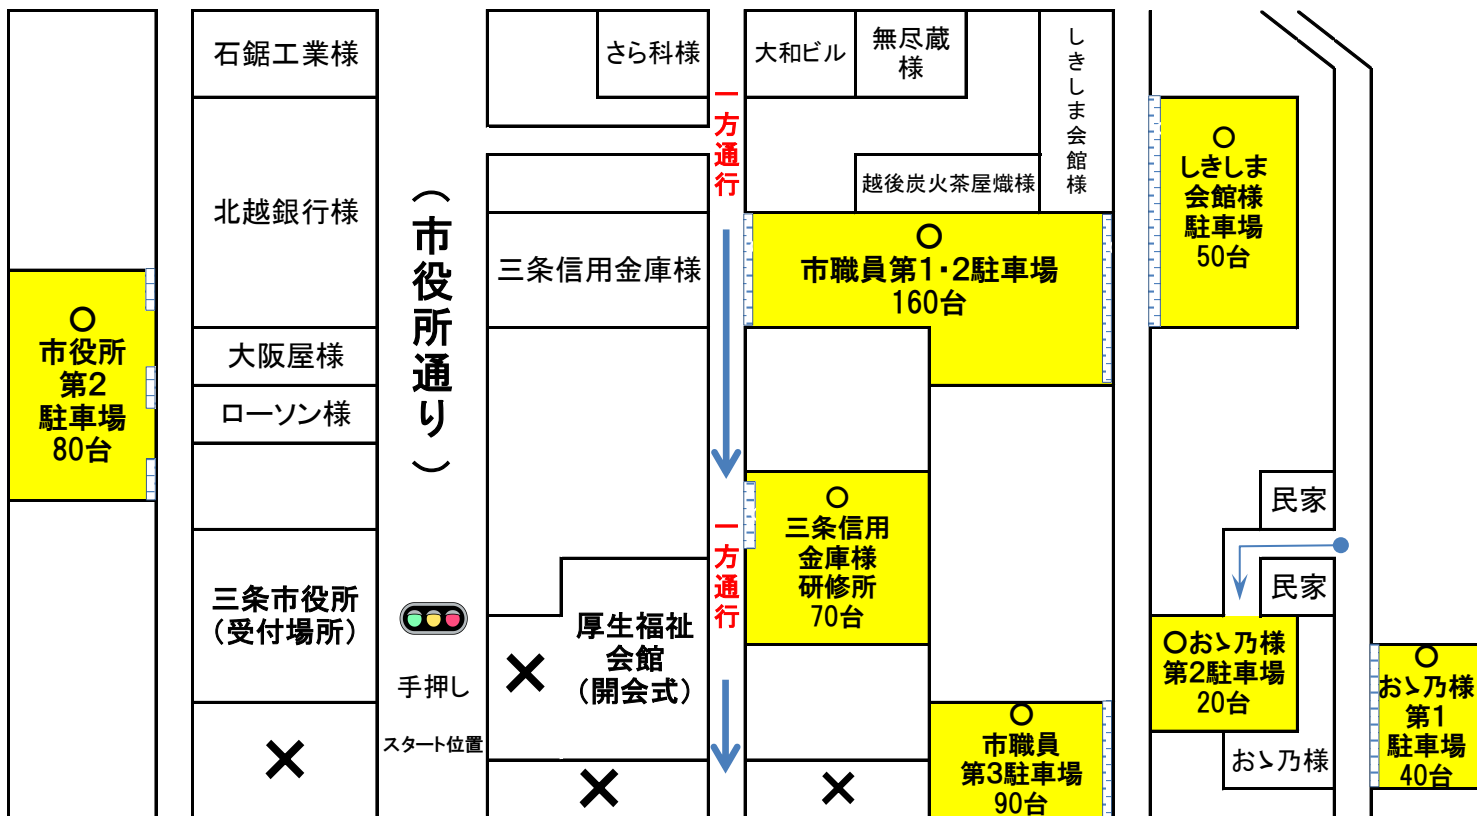 石鋸工業様
さら科様
大和ビル
無尽蔵
様
しきしま会館様
一方通行
○
しきしま
会館様
駐車場
50台
越後炭火茶屋熾様
北越銀行様
(市役所通り)
三条信用金庫様
○
市職員第1・2駐車場
160台
○
市役所
第2
駐車場
80台
大阪屋様
ローソン様
○
三条信用
金庫様
研修所
70台
一方通行
民家
民家
三条市役所
(受付場所)
手押し
スタート位置
厚生福祉
会館
(開会式)
×
×
×
×
○
市職員
第3駐車場
90台
○おゝ乃様
第2駐車場
20台
おゝ乃様
○
おゝ乃様
第1
駐車場
40台